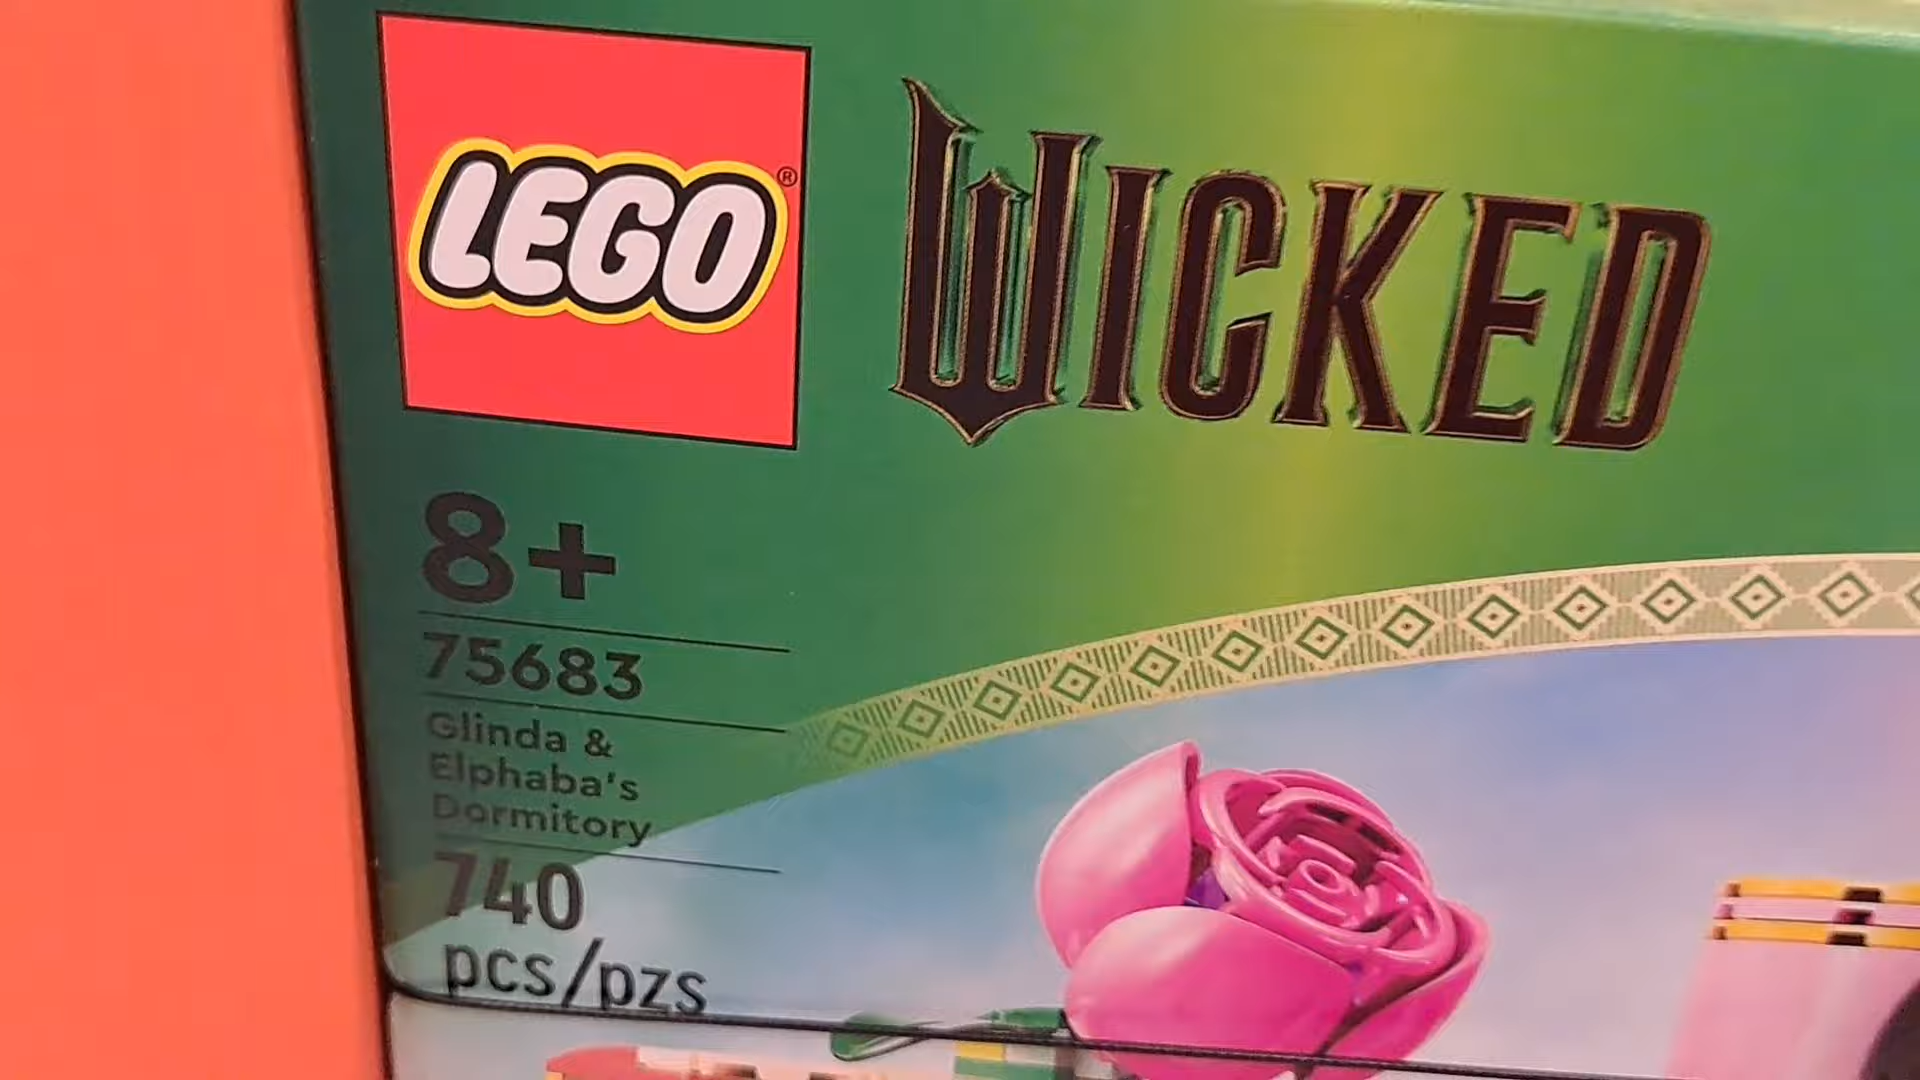 LEGO®
WICKED
8+
75683
Glinda &
Elphaba's
Dormitory
740
pcs/pzs